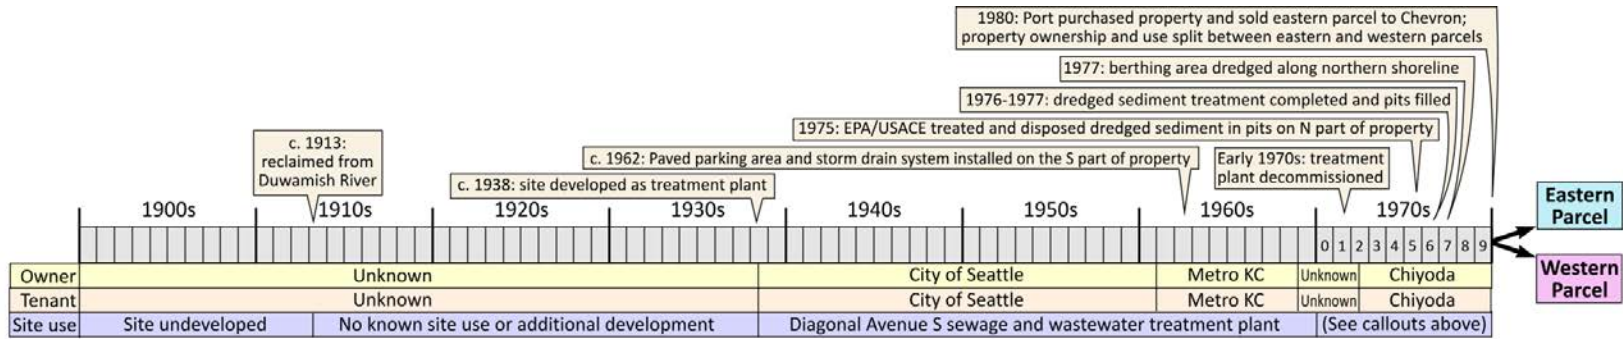 1980: Port purchased property and sold eastern parcel to Chevron;
property ownership and use split between eastern and western parcels
1977: berthing area dredged along northern shoreline
1976-1977: dredged sediment treatment completed and pits filled
1975: EPA/USACE treated and disposed dredged sediment in pits on N part of property
c. 1913:
reclaimed from
Duwamish River
c. 1962: Paved parking area and storm drain system installed on the S part of property
Early 1970s: treatment
plant decommissioned
c. 1938: site developed as treatment plant
1900s 1910s 1920s 1930s 1940s 1950s 1960s 1970s
0 1 2 3 4 5 6 7 8 9
Eastern
Parcel
Western
Parcel
Owner Unknown City of Seattle Metro KC Unknown Chiyoda
Tenant Unknown City of Seattle Metro KC Unknown Chiyoda
Site use Site undeveloped No known site use or additional development Diagonal Avenue S sewage and wastewater treatment plant (See callouts above)